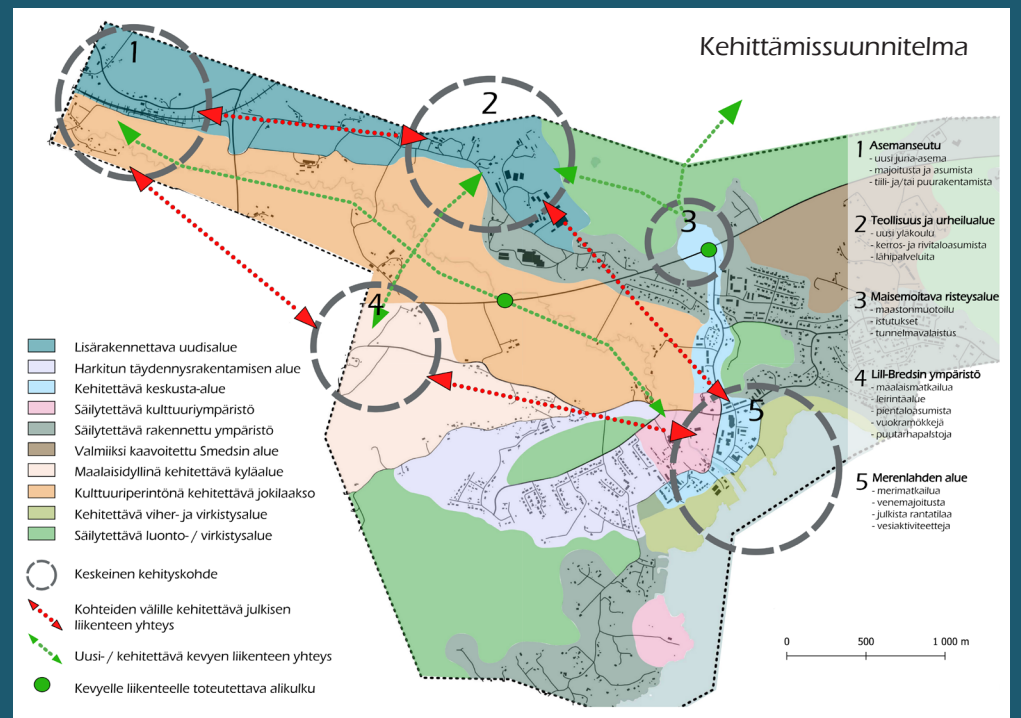 Kehittämissuunnitelma
1
2
3
4
5
1 Asemanseutu
- uusi juna-asema
- majoitusta ja asumista
- tiili- ja/tai puurakentamista
2 Teollisuus ja urheilualue
- uusi yläkoulu
- kerros- ja rivitaloasumista
- lähipalveluita
3 Maisemoitava risteysalue
- maastonmuotoilu
- istutukset
- tunnelmavalaistus
4 Lill-Bredsin ympäristö
- maalaismatkailua
- leirintäalue
- pientaloasumista
- vuokramökkejä
- puutarhapalstoja
5 Merenlahden alue
- merimatkailua
- venemajoitusta
- julkista rantatilaa
- vesiaktiviteetteja
Lisärakennettava uudisalue
Harkitun täydennysrakentamisen alue
Kehitettävä keskusta-alue
Säilytettävä kulttuuriympäristö
Säilytettävä rakennettu ympäristö
Valmiiksi kaavoitettu Smedsin alue
Maalaisidyllinä kehitettävä kyläalue
Kulttuuriperintönä kehitettävä jokilaakso
Kehitettävä viher- ja virkistysalue
Säilytettävä luonto- / virkistysalue
Keskeinen kehityskohde
Kohteiden välille kehitettävä julkisen
liikenteen yhteys
Uusi- / kehitettävä kevyen liikenteen yhteys
Kevyelle liikenteelle toteutettava alikulku
0 500 1 000 m